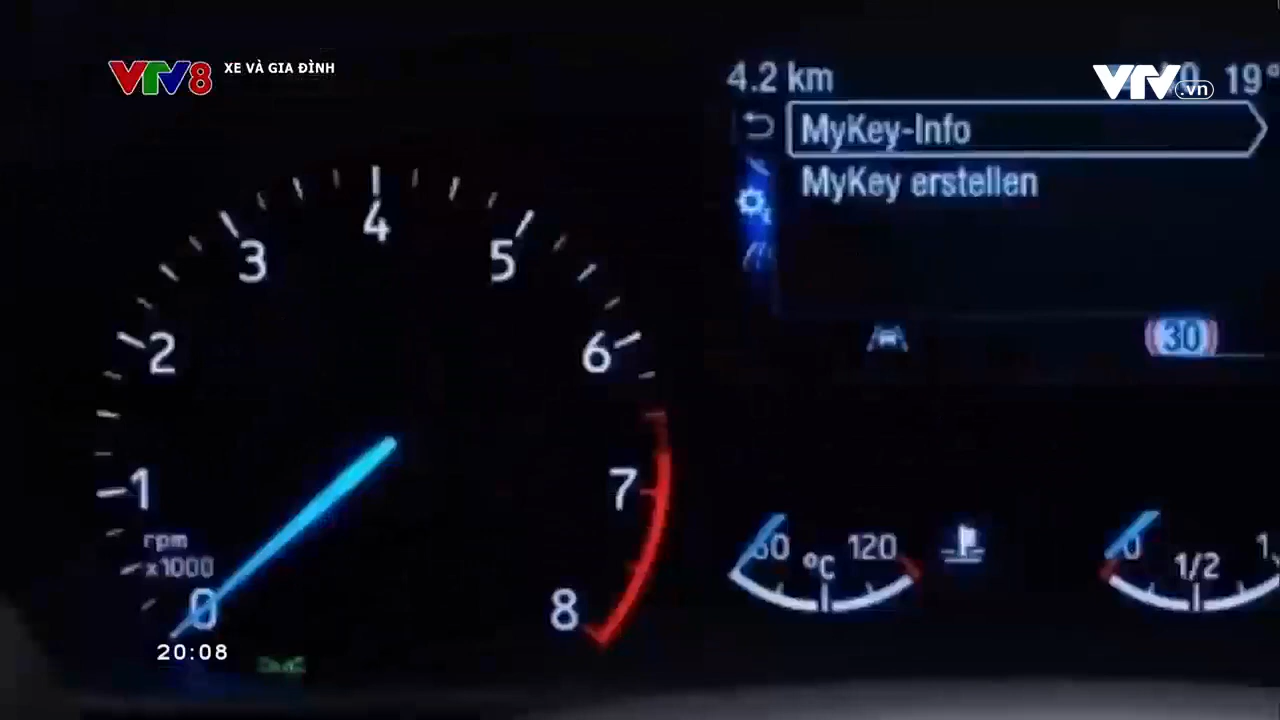 VTV8 XE VÀ GIA ĐÌNH
VTV.vn
4.2 km
19°
MyKey-Info
MyKey erstellen
30
0
1
2
3
4
5
6
7
8
rpm
x1000
120
°C
0
1/2
20:08